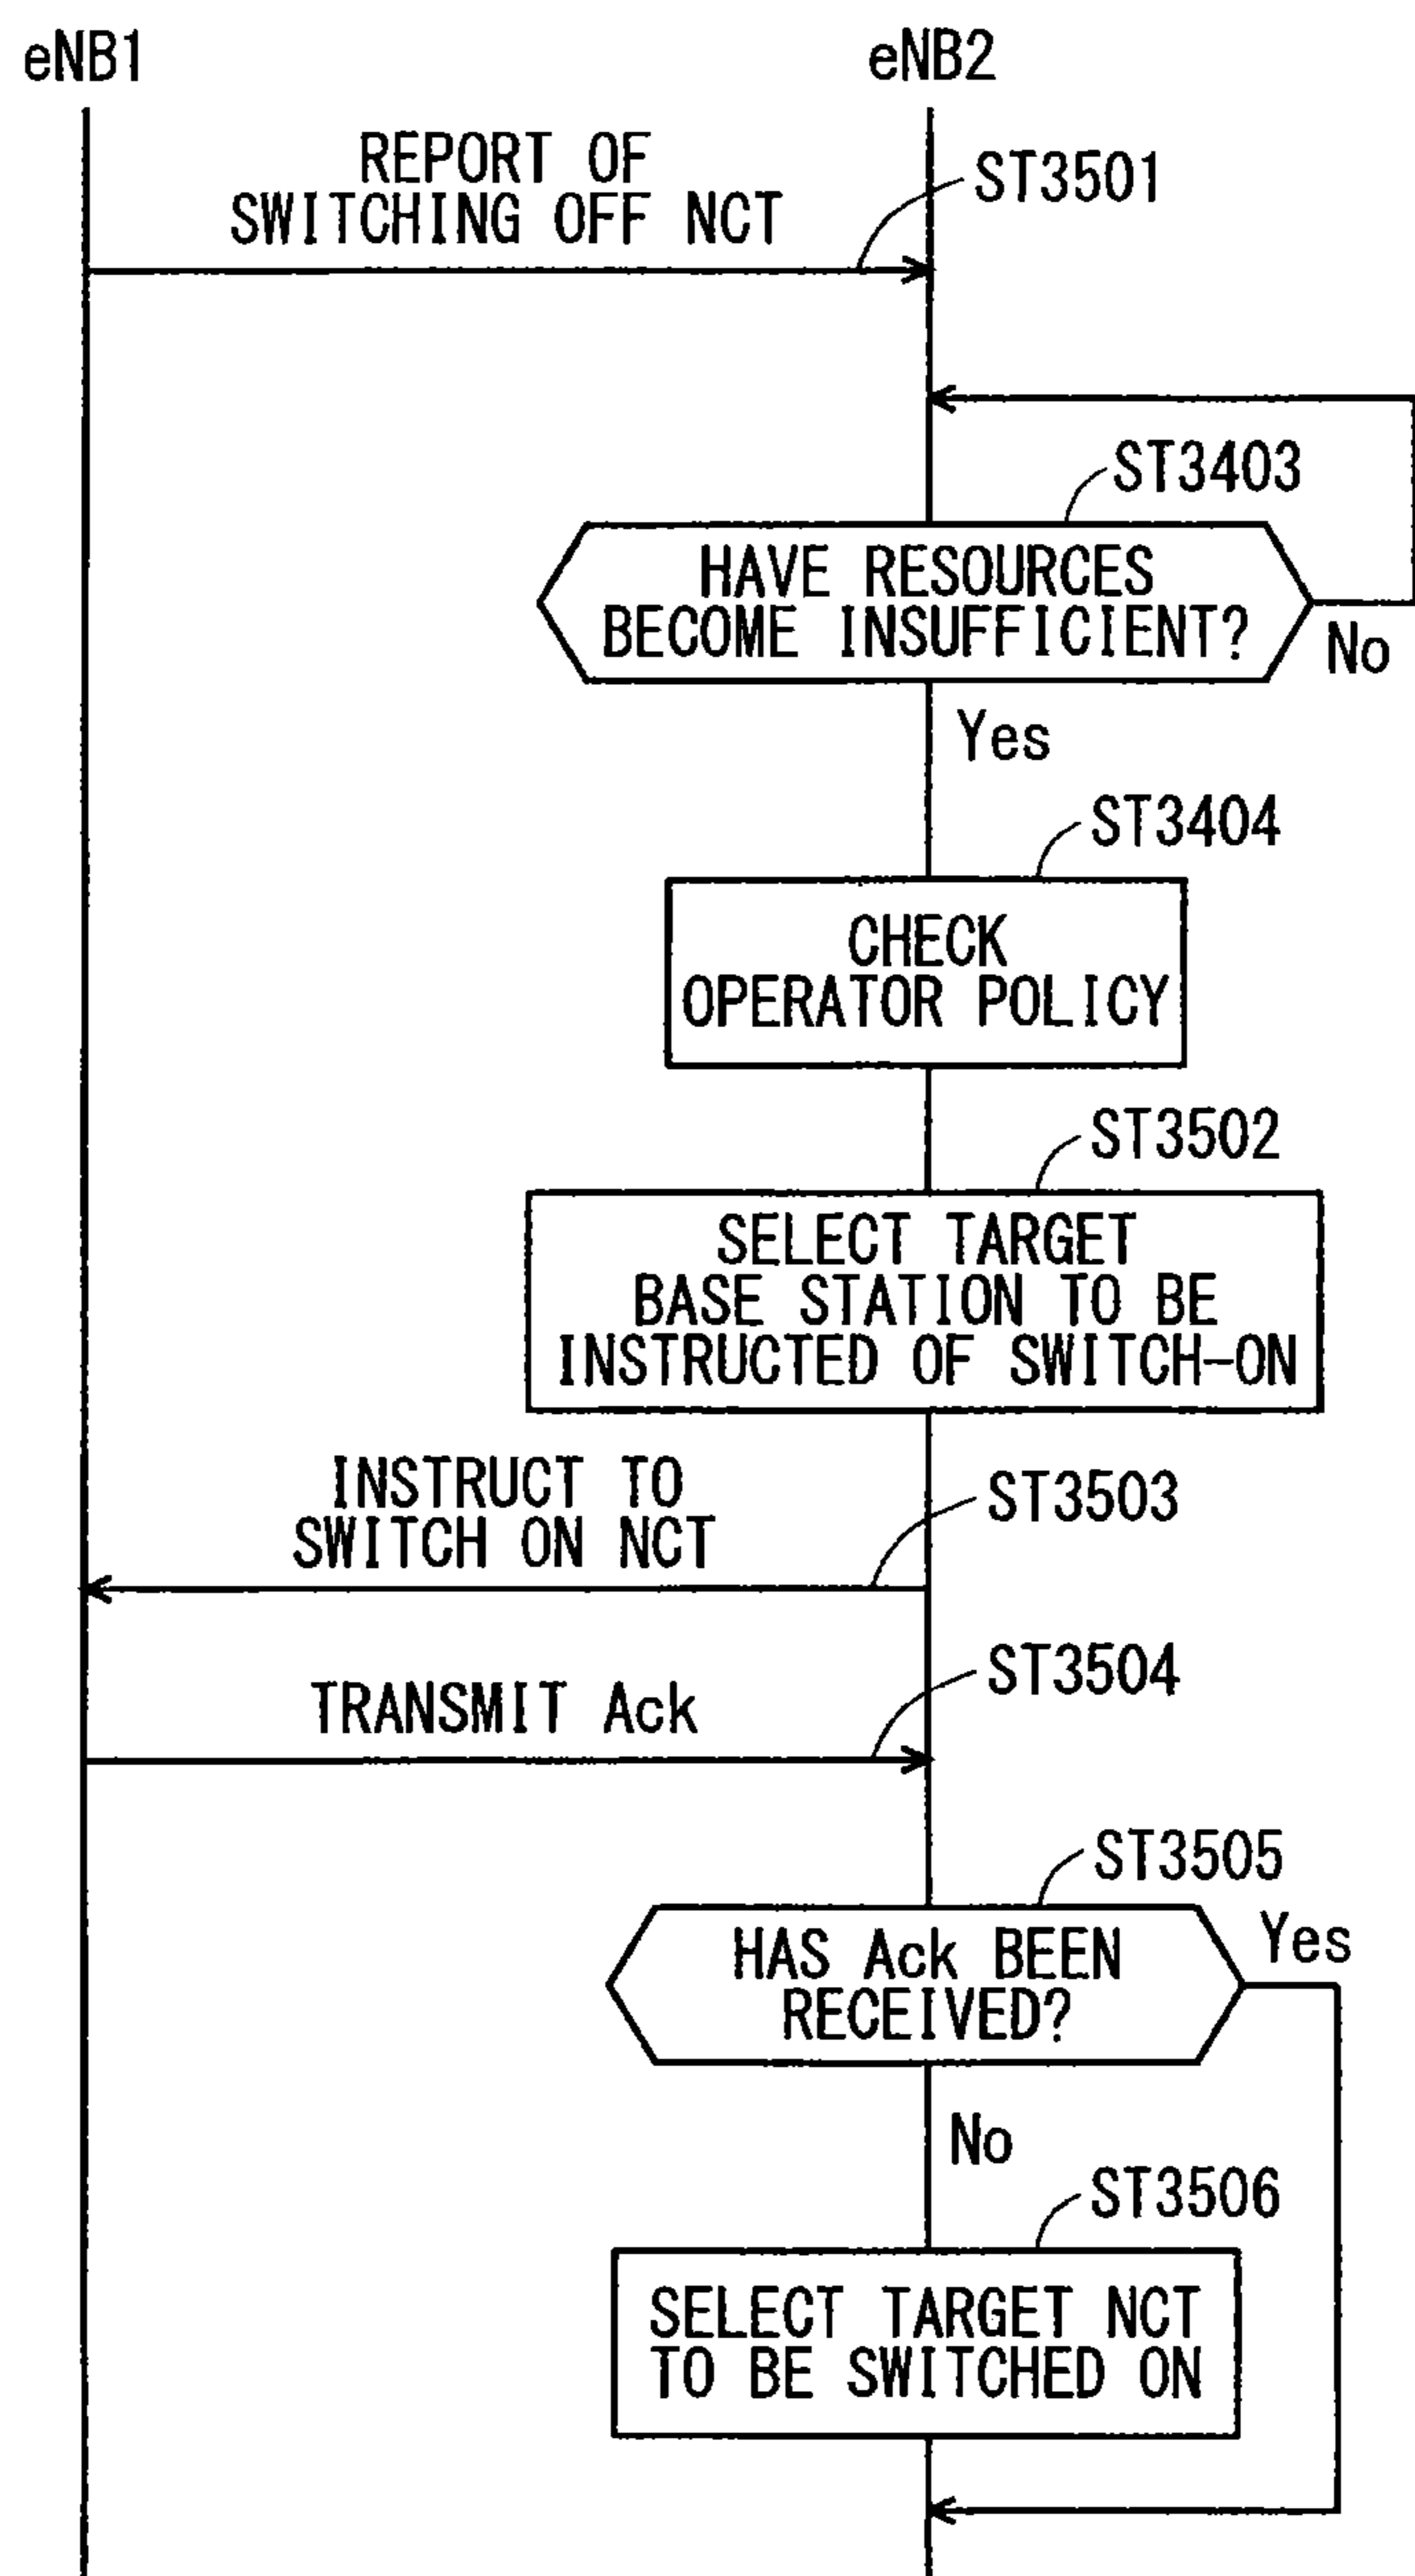 eNB1
eNB2
REPORT OF
SWITCHING OFF NCT
ST3501
ST3403
HAVE RESOURCES
BECOME INSUFFICIENT?
No
Yes
ST3404
CHECK
OPERATOR POLICY
ST3502
SELECT TARGET
BASE STATION TO BE
INSTRUCTED OF SWITCH-ON
INSTRUCT TO
SWITCH ON NCT
ST3503
ST3504
TRANSMIT Ack
ST3505
HAS Ack BEEN
RECEIVED?
Yes
No
ST3506
SELECT TARGET NCT
TO BE SWITCHED ON